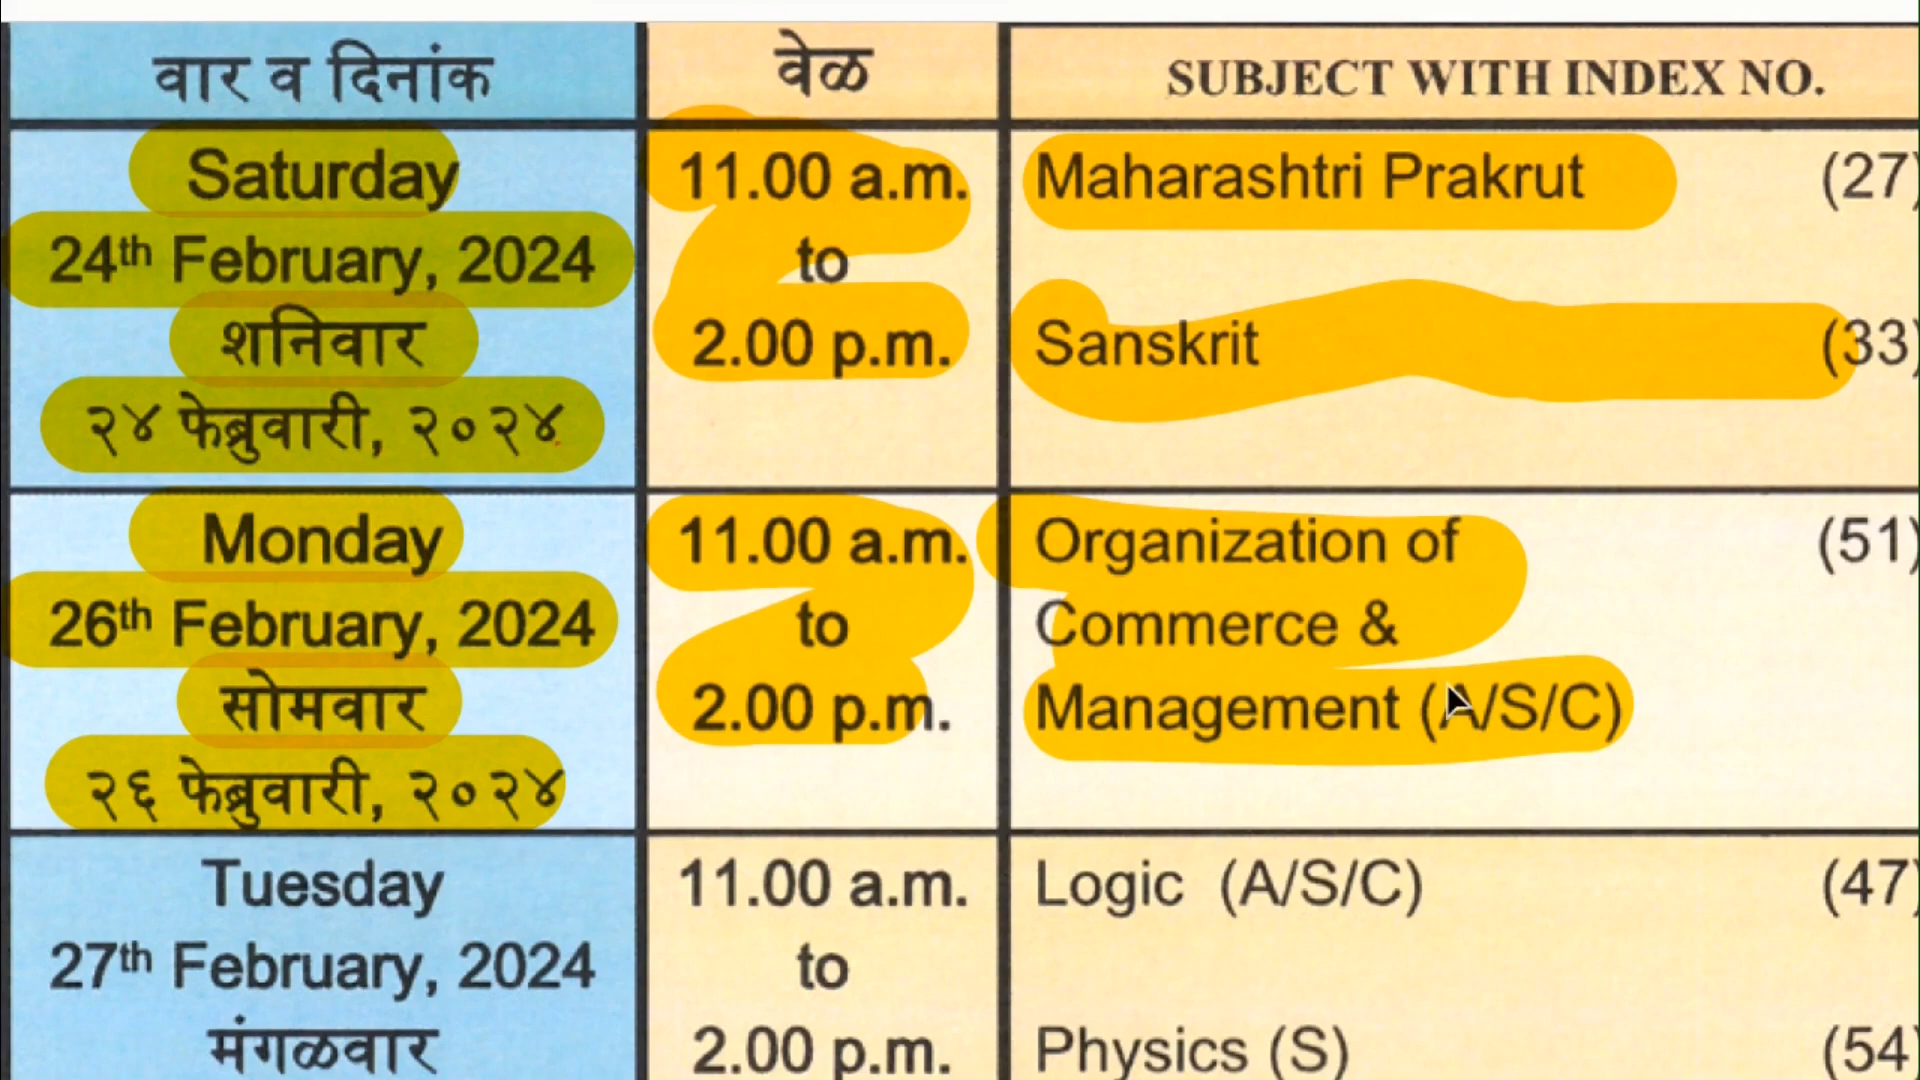 वार व दिनांक
वेळ
SUBJECT WITH INDEX NO.
Saturday
24th February, 2024
शनिवार
२४ फेब्रुवारी, २०२४
11.00 a.m.
to
2.00 p.m.
Maharashtri Prakrut (27)
Sanskrit (33)
Monday
26th February, 2024
सोमवार
२६ फेब्रुवारी, २०२४
11.00 a.m.
to
2.00 p.m.
Organization of (51)
Commerce &
Management (A/S/C)
Tuesday
27th February, 2024
मंगळवार
11.00 a.m.
to
2.00 p.m.
Logic (A/S/C) (47)
Physics (S) (54)